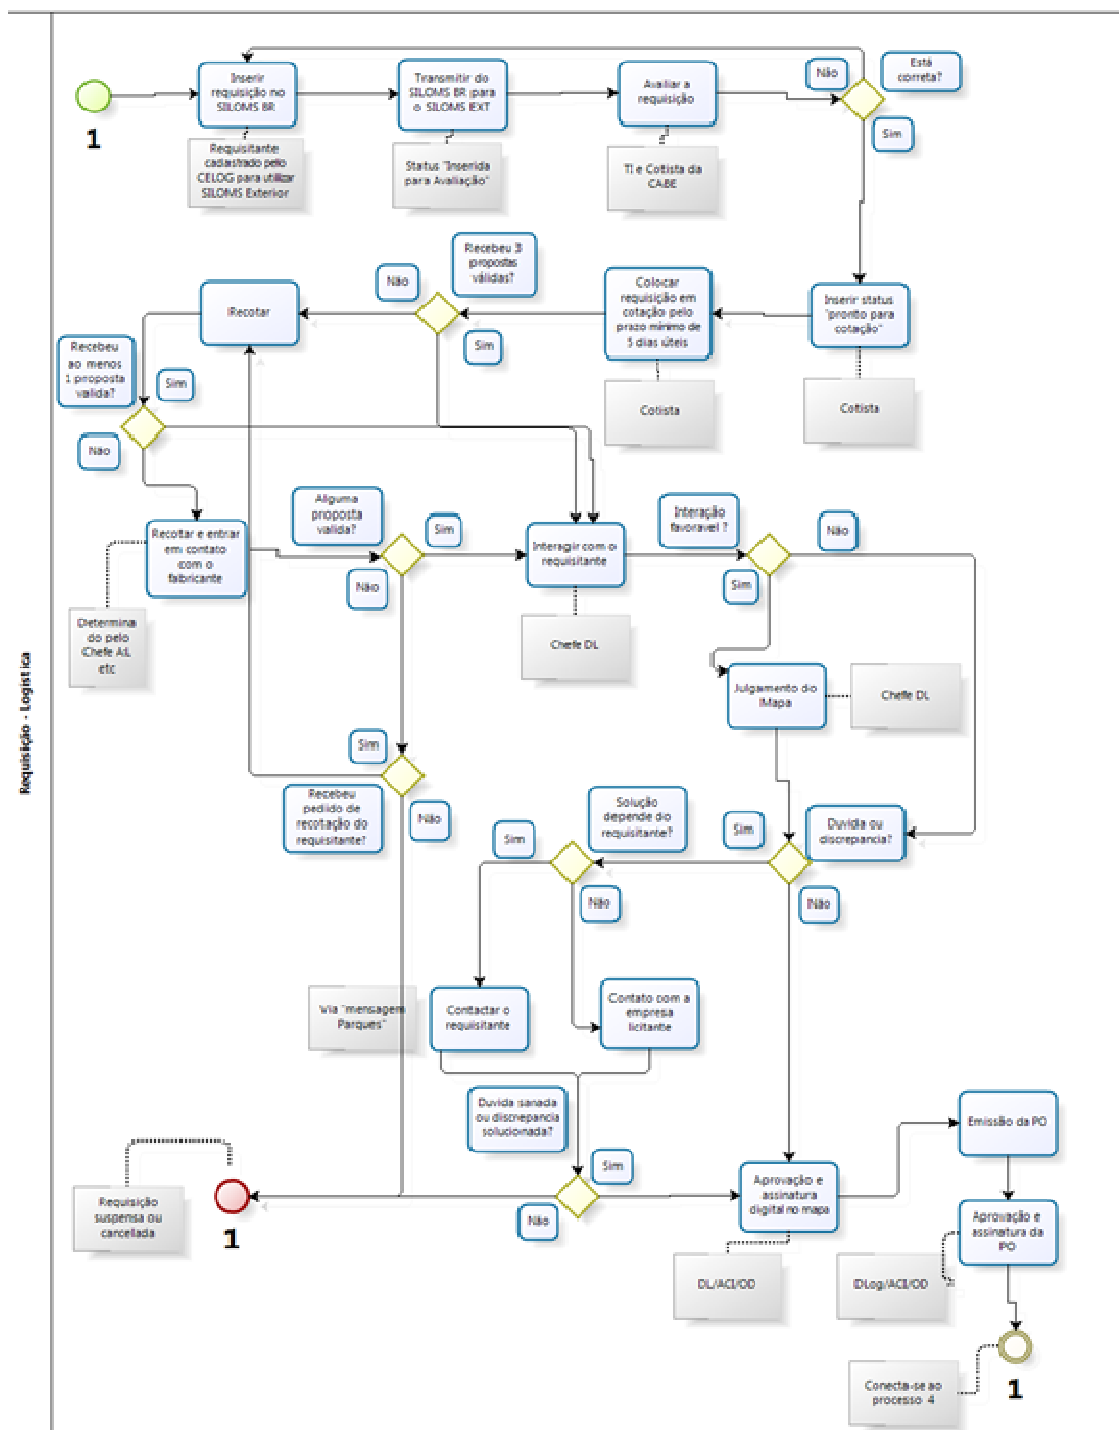 Inserir
requisição no
SILOMS BR
Transmitir do
SILOMS BR para
o SILOMS EXT
Avaliar a
requisição
Não
Está
correta?
Sim
1
Requisitante
cadastrado pelo
CELOG para utilizar
SILOMS Exterior
Status "Inserida
para Avaliação"
TI e Cotista da
CABE
Recebeu 3
propostas
válidas?
Não
Recotar
Sim
Colocar
requisição em
cotação pelo
prazo mínimo de
5 dias úteis
Inserir status
"pronto para
cotação"
Recebeu
ao menos
1 proposta
valida?
Sim
Não
Cotista
Cotista
Alguma
proposta
valida?
Sim
Não
Recotar e entrar
em contato
com o
fabricante
Interagir com o
requisitante
Interação
favoravel ?
Não
Sim
Determina
do pelo
Chefe AL
etc
Chefe DL
Julgamento do
Mapa
Chefe DL
Requisição - Logística
Sim
Recebeu
pedido de
recotação do
requisitante?
Não
Sim
Solução
depende do
requisitante?
Sim
Duvida ou
discrepancia?
Não
Não
Via "mensagem
Parques"
Contactar o
requisitante
Contato com a
empresa
licitante
Duvida sanada
ou discrepancia
solucionada?
Sim
Não
Emissão da PO
Requisição
suspensa ou
cancellada
1
Aprovação e
assinatura
digital no mapa
Aprovação e
assinatura da
PO
DL/ACI/OD
DLog/ACI/OD
Conecta-se ao
processo 4
1